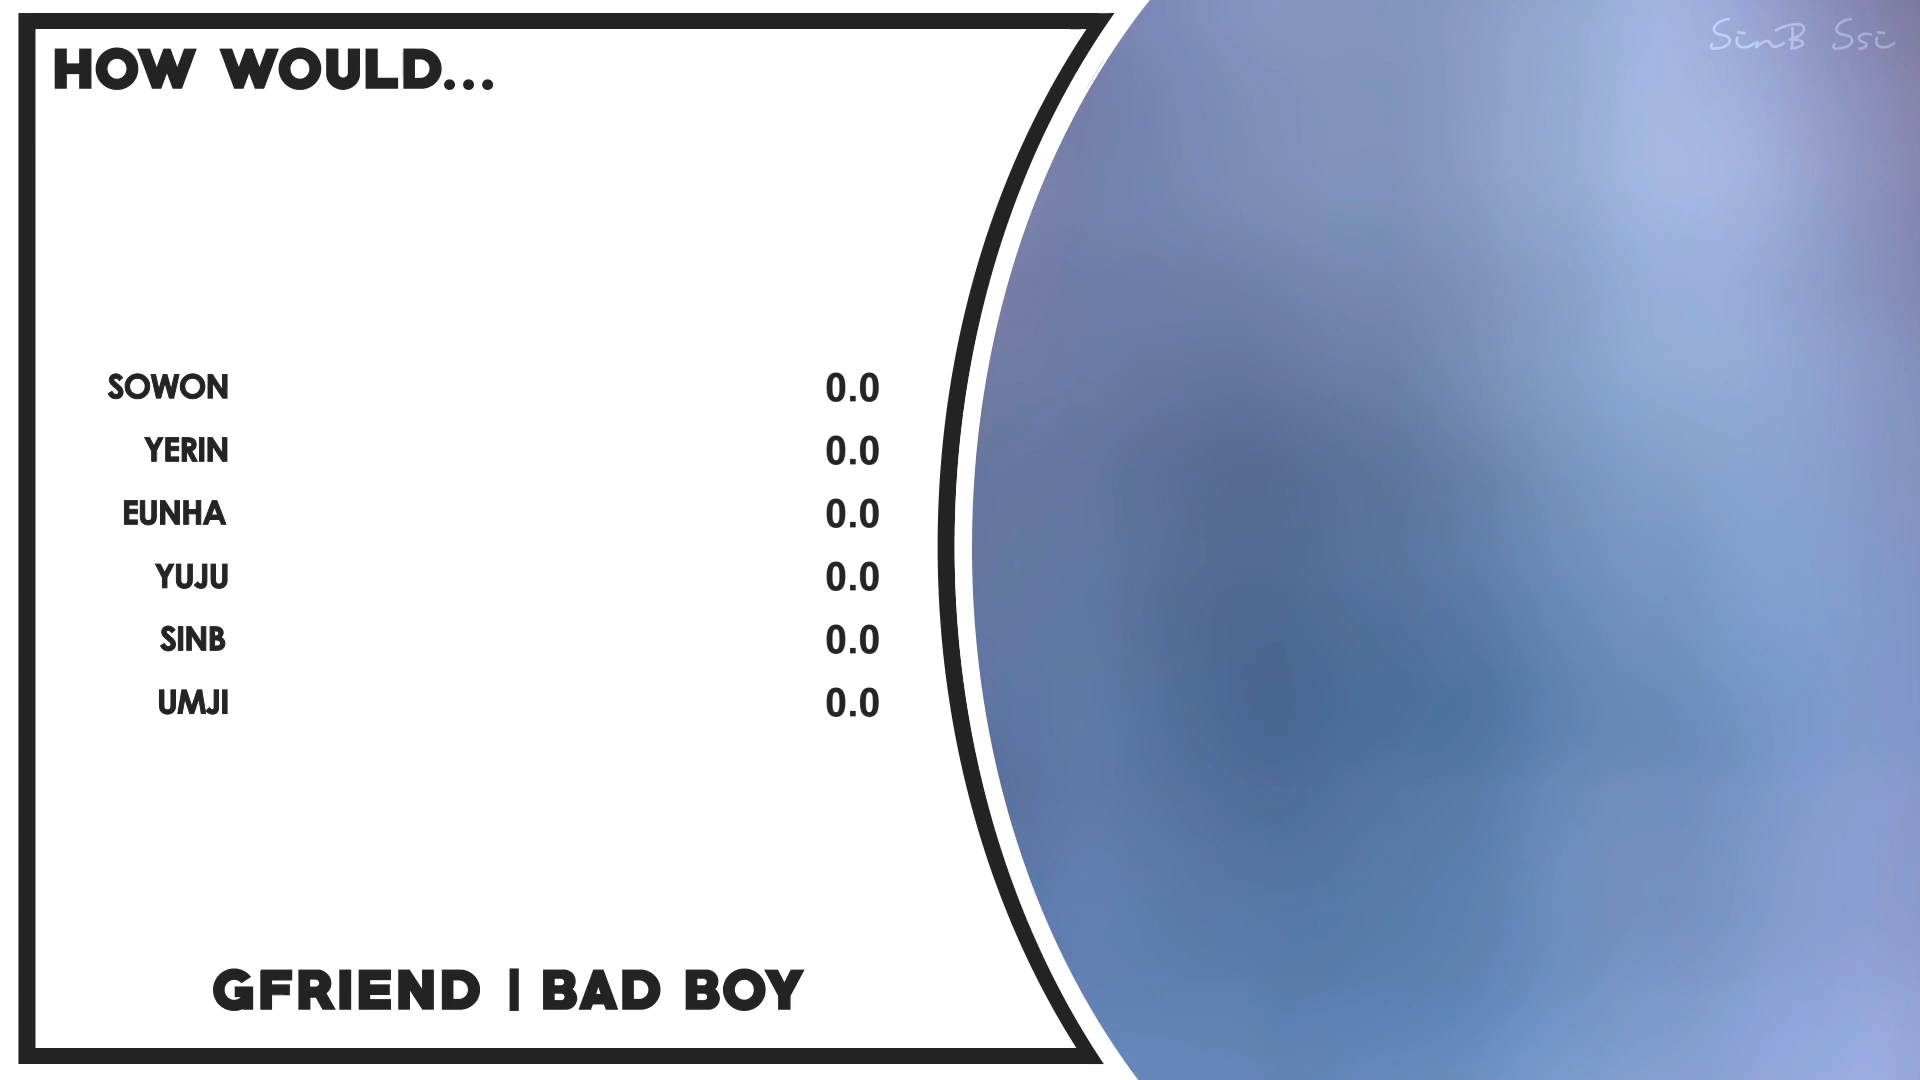 HOW WOULD...
SinB Ssi
SOWON 0.0
YERIN 0.0
EUNHA 0.0
YUJU 0.0
SINB 0.0
UMJI 0.0
GFRIEND | BAD BOY